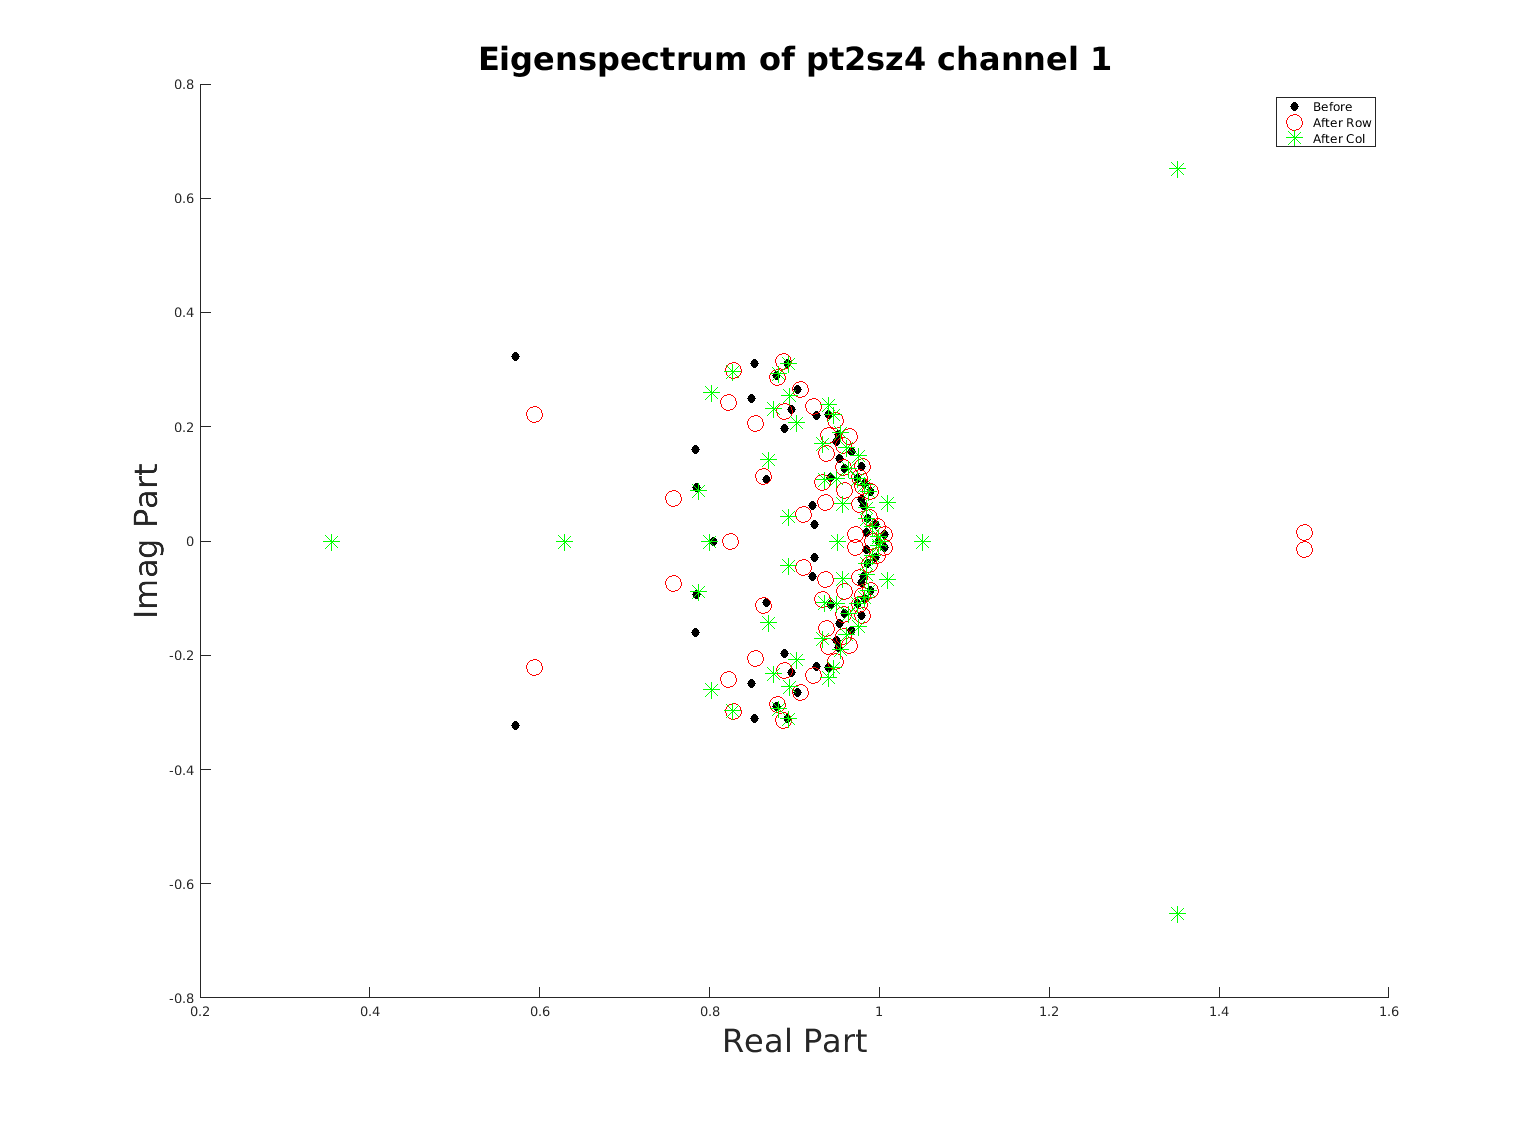 Eigenspectrum of pt2sz4 channel 1
Before
After Row
After Col
0.8
0.6
0.4
0.2
0
-0.2
-0.4
-0.6
-0.8
Imag Part
0.2 0.4 0.6 0.8 1 1.2 1.4 1.6
Real Part